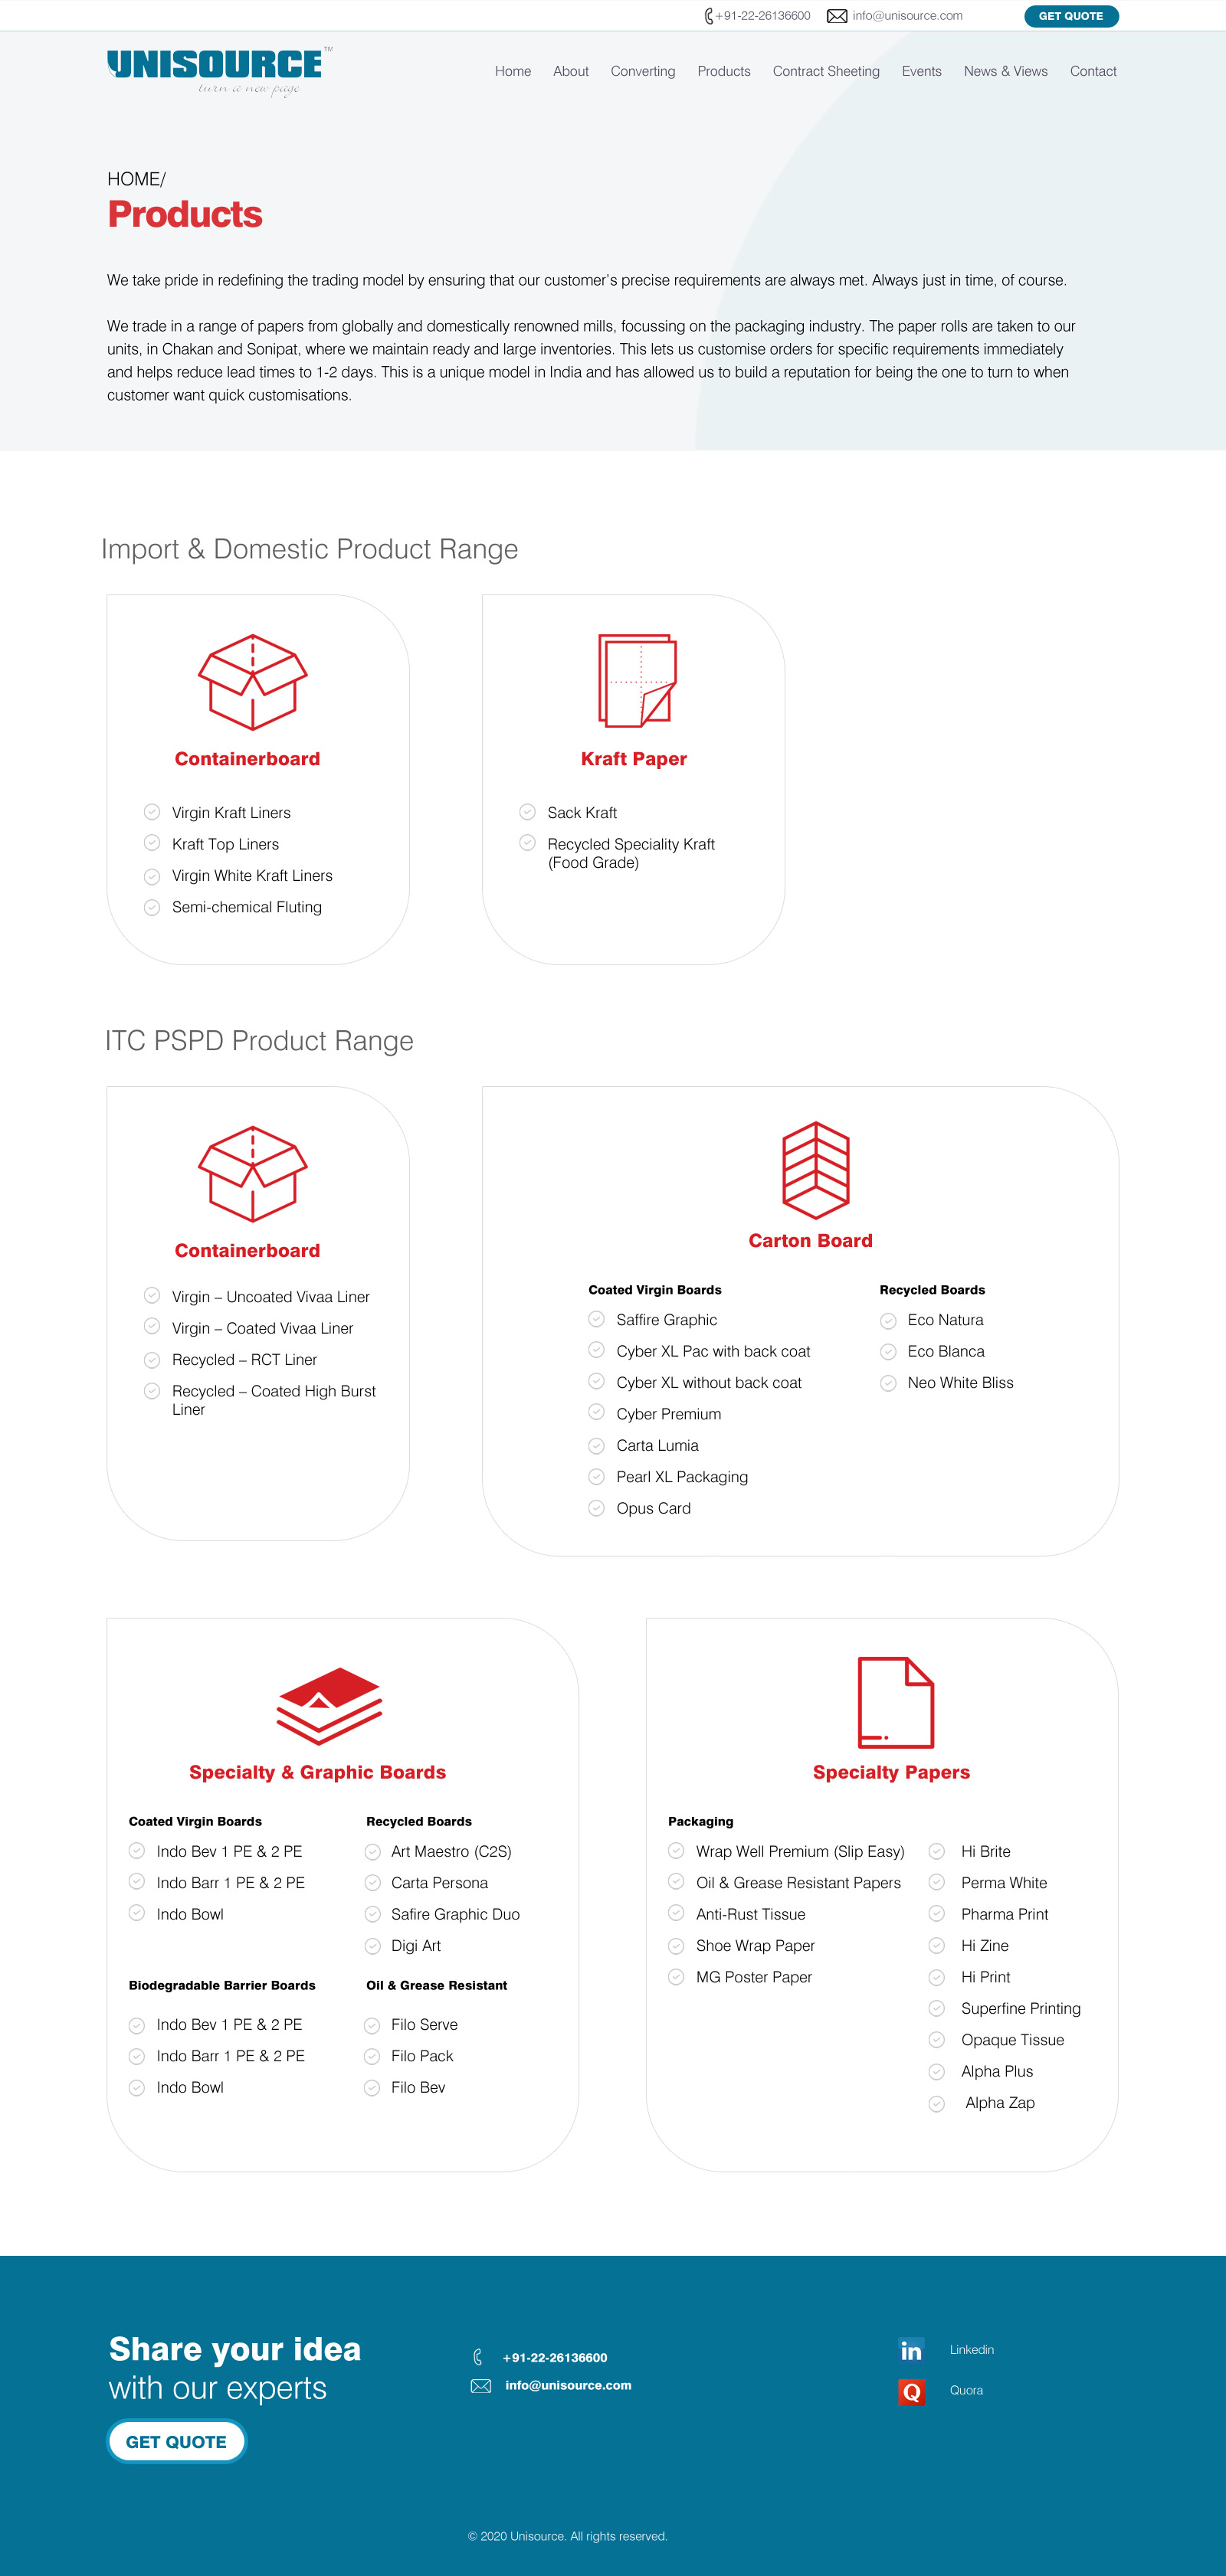 +91-22-26136600
info@unisource.com
GET QUOTE
UNISOURCE TM
turn a new page
Home About Converting Products Contract Sheeting Events News & Views Contact
HOME/
Products
We take pride in redefining the trading model by ensuring that our customer's precise requirements are always met. Always just in time, of course.
We trade in a range of papers from globally and domestically renowned mills, focussing on the packaging industry. The paper rolls are taken to our
units, in Chakan and Sonipat, where we maintain ready and large inventories. This lets us customise orders for specific requirements immediately
and helps reduce lead times to 1-2 days. This is a unique model in India and has allowed us to build a reputation for being the one to turn to when
customer want quick customisations.
Import & Domestic Product Range
Containerboard
Virgin Kraft Liners
Kraft Top Liners
Virgin White Kraft Liners
Semi-chemical Fluting
Kraft Paper
Sack Kraft
Recycled Speciality Kraft
(Food Grade)
ITC PSPD Product Range
Containerboard
Virgin – Uncoated Vivaa Liner
Virgin – Coated Vivaa Liner
Recycled – RCT Liner
Recycled – Coated High Burst
Liner
Carton Board
Coated Virgin Boards
Saffire Graphic
Cyber XL Pac with back coat
Cyber XL without back coat
Cyber Premium
Carta Lumia
Pearl XL Packaging
Opus Card
Recycled Boards
Eco Natura
Eco Blanca
Neo White Bliss
Specialty & Graphic Boards
Coated Virgin Boards
Indo Bev 1 PE & 2 PE
Indo Barr 1 PE & 2 PE
Indo Bowl
Recycled Boards
Art Maestro (C2S)
Carta Persona
Safire Graphic Duo
Digi Art
Biodegradable Barrier Boards
Indo Bev 1 PE & 2 PE
Indo Barr 1 PE & 2 PE
Indo Bowl
Oil & Grease Resistant
Filo Serve
Filo Pack
Filo Bev
Specialty Papers
Packaging
Wrap Well Premium (Slip Easy)
Oil & Grease Resistant Papers
Anti-Rust Tissue
Shoe Wrap Paper
MG Poster Paper
Hi Brite
Perma White
Pharma Print
Hi Zine
Hi Print
Superfine Printing
Opaque Tissue
Alpha Plus
Alpha Zap
Share your idea
with our experts
GET QUOTE
+91-22-26136600
info@unisource.com
in Linkedin
Q Quora
© 2020 Unisource. All rights reserved.